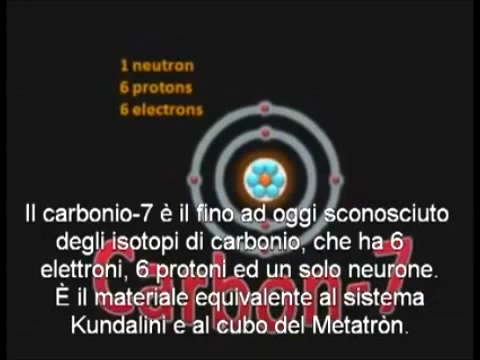 1 neutron
6 protons
6 electrons
Il carbonio-7 è il fino ad oggi sconosciuto
degli isotopi di carbonio, che ha 6
elettroni, 6 protoni ed un solo neurone.
È il materiale equivalente al sistema
Kundalini e al cubo del Metatròn.
Carbon-7